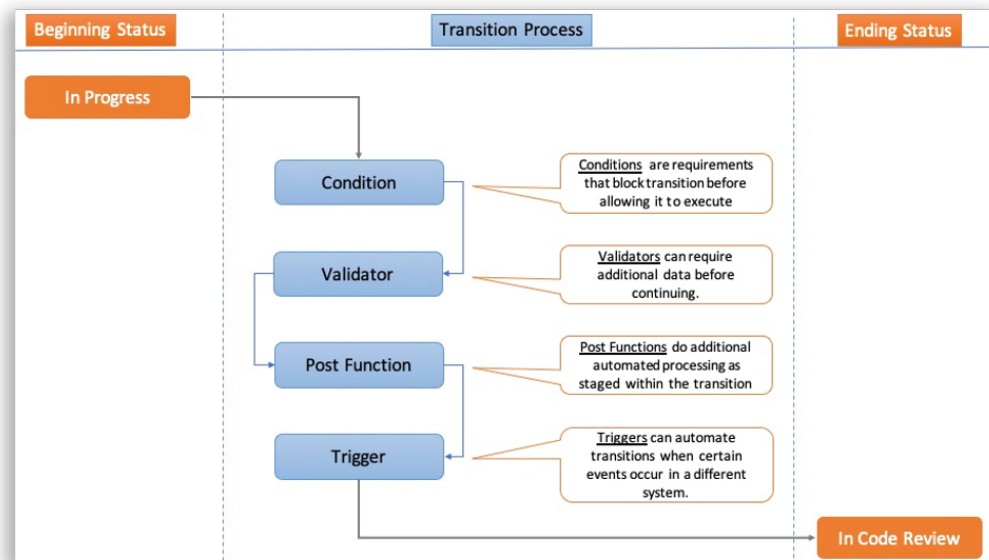 Beginning Status
Transition Process
Ending Status
In Progress
Condition
Conditions are requirements
that block transition before
allowing it to execute
Validator
Validators can require
additional data before
continuing.
Post Function
Post Functions do additional
automated processing as
staged within the transition
Trigger
Triggers can automate
transitions when certain
events occur in a different
system.
In Code Review